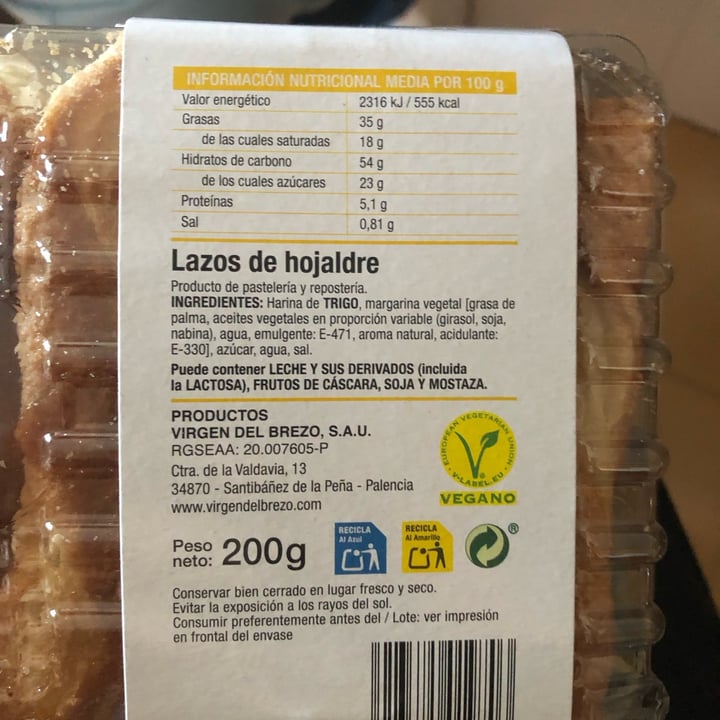 INFORMACIÓN NUTRICIONAL MEDIA POR 100 g
Valor energético 2316 kJ / 555 kcal
Grasas 35 g
de las cuales saturadas 18 g
Hidratos de carbono 54 g
de los cuales azúcares 23 g
Proteínas 5,1 g
Sal 0,81 g
Lazos de hojaldre
Producto de pastelería y repostería.
INGREDIENTES: Harina de TRIGO, margarina vegetal [grasa de
palma, aceites vegetales en proporción variable (girasol, soja,
nabina), agua, emulgente: E-471, aroma natural, acidulante:
E-330], azúcar, agua, sal.
Puede contener LECHE Y SUS DERIVADOS (incluida
la LACTOSA), FRUTOS DE CÁSCARA, SOJA Y MOSTAZA.
PRODUCTOS
VIRGEN DEL BREZO, S.A.U.
RGSEAA: 20.007605-P
Ctra. de la Valdavia, 13
34870 - Santibáñez de la Peña - Palencia
www.virgendelbrezo.com
EUROPEAN VEGETARIAN UNION
V-LABEL.EU
VEGANO
Peso
neto: 200g
RECICLA
Al Azul
RECICLA
Al Amarillo
®
Conservar bien cerrado en lugar fresco y seco.
Evitar la exposición a los rayos del sol.
Consumir preferentemente antes del / Lote: ver impresión
en frontal del envase